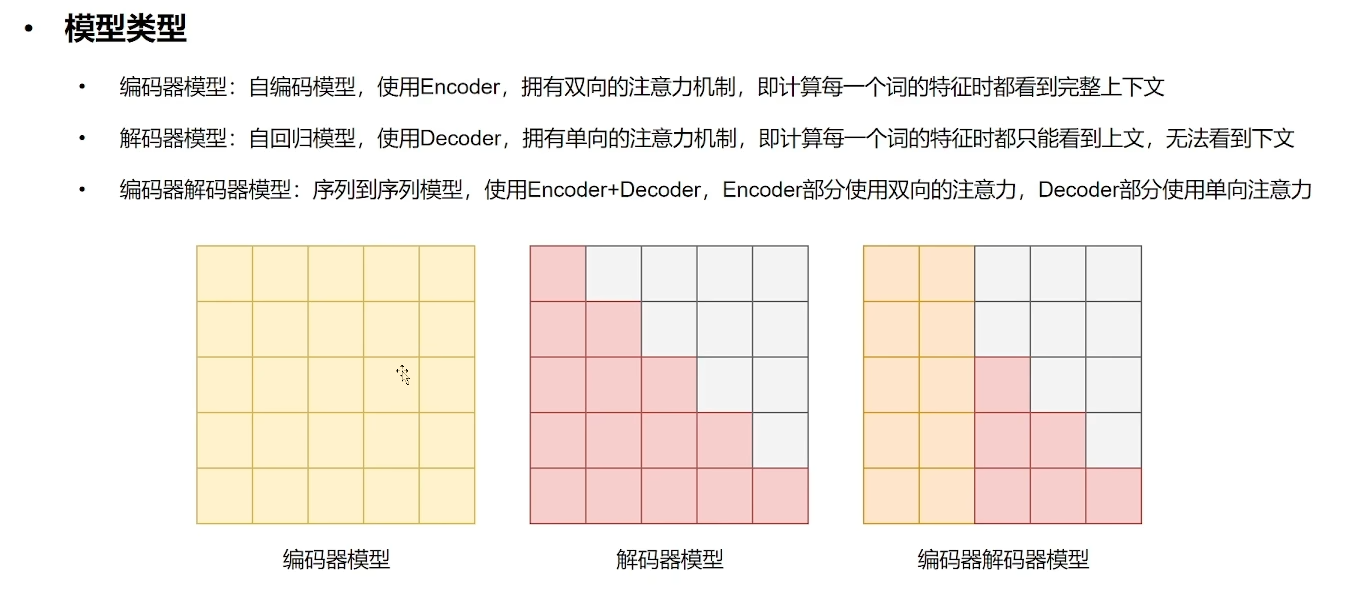 • 模型类型
• 编码器模型：自编码模型，使用Encoder，拥有双向的注意力机制，即计算每一个词的特征时都看到完整上下文
• 解码器模型：自回归模型，使用Decoder，拥有单向的注意力机制，即计算每一个词的特征时都只能看到上文，无法看到下文
• 编码器解码器模型：序列到序列模型，使用Encoder+Decoder，Encoder部分使用双向的注意力，Decoder部分使用单向注意力
编码器模型
解码器模型
编码器解码器模型